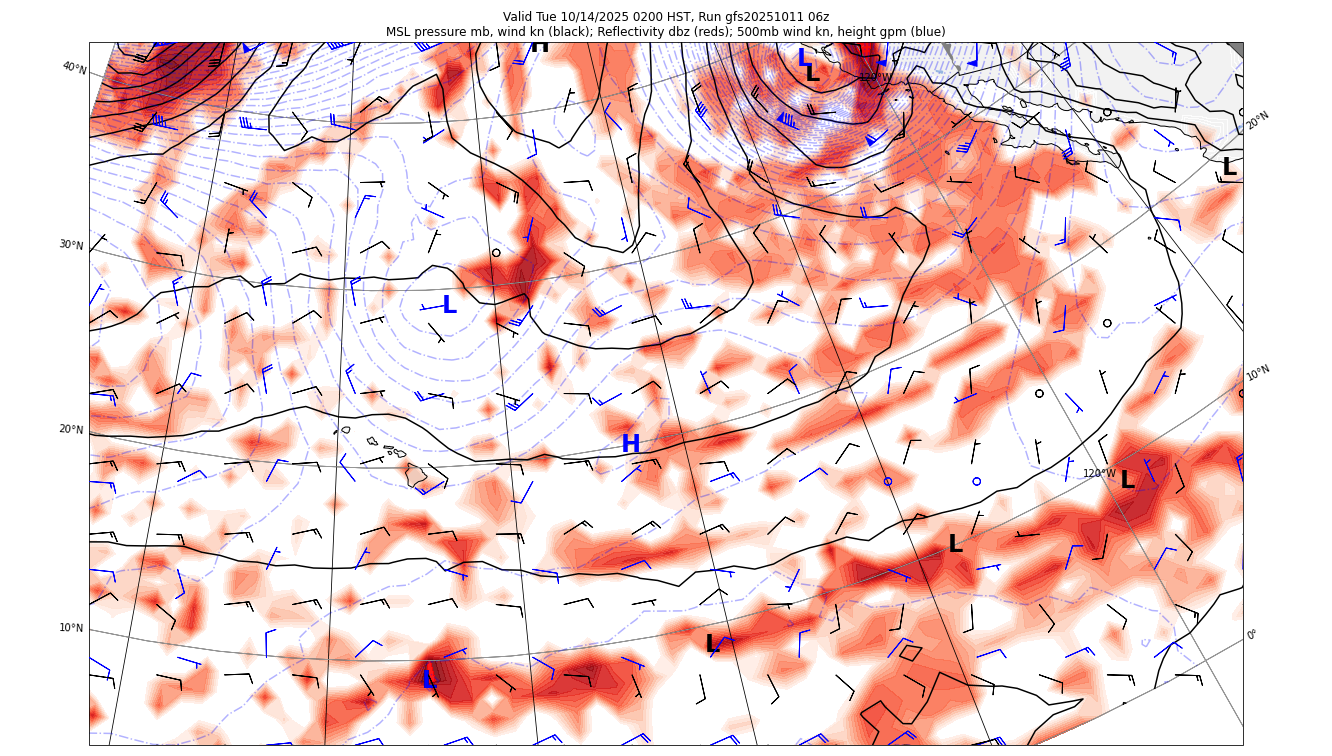 Valid Tue 10/14/2025 0200 HST, Run gfs20251011 06z
MSL pressure mb, wind kn (black); Reflectivity dbz (reds); 500mb wind kn, height gpm (blue)
H
L
L
120°W
40°N
20°N
L
30°N
L
10°N
20°N
H
120°W
L
L
10°N
0°
L
L